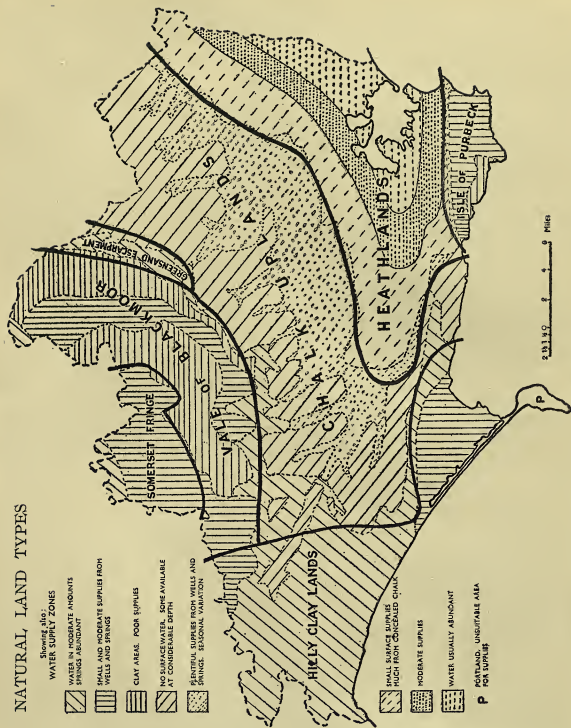 NATURAL LAND TYPES
Showing also:
WATER SUPPLY ZONES
WATER IN MODERATE AMOUNTS
SPRINGS ABUNDANT
SMALL AND MODERATE SUPPLIES FROM
WELLS AND SPRINGS
CLAY AREAS. POOR SUPPLIES
NO SURFACE WATER. SOME AVAILABLE
AT CONSIDERABLE DEPTH
PLENTIFUL SUPPLIES FROM WELLS AND
SPRINGS. SEASONAL VARIATION
SMALL SURFACE SUPPLIES
MUCH FROM CONCEALED CHALK
MODERATE SUPPLIES
WATER USUALLY ABUNDANT
P PORTLAND. UNSUITABLE AREA
FOR SUPPLIES
SOMERSET FRINGE
VALE OF BLACKMOOR
GREENSAND ESCARPMENT
CHALK UPLANDS
HILLY CLAY LANDS
HEATHLANDS
ISLE OF PURBECK
P
Miles